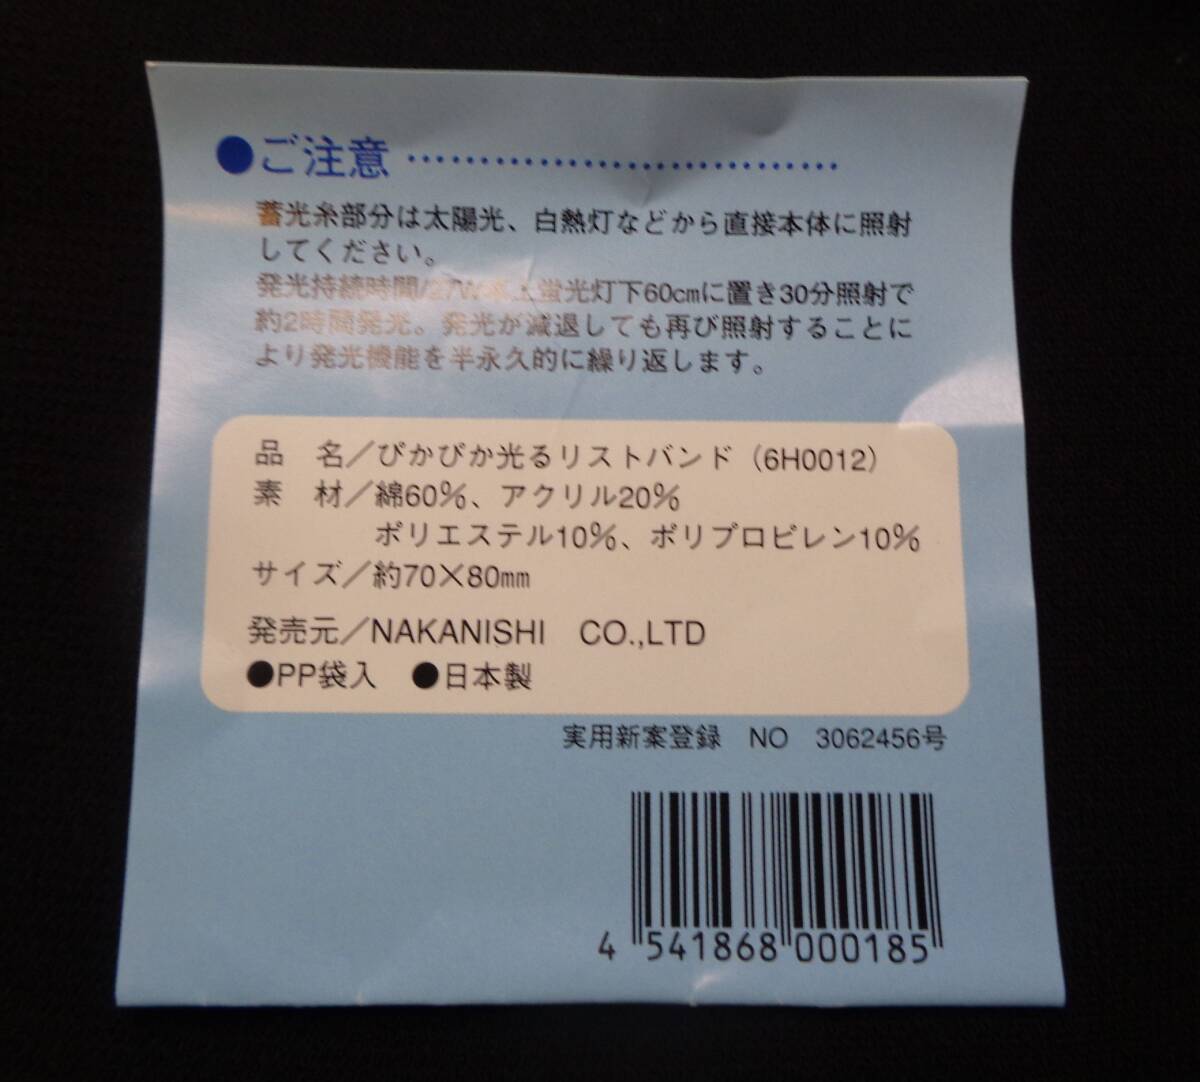 ●ご注意 ………………………………
蓄光糸部分は太陽光、白熱灯などから直接本体に照射
してください。
発光持続時間/27W卓上蛍光灯下60cmに置き30分照射で
約2時間発光。発光が減退しても再び照射することに
より発光機能を半永久的に繰り返します。
品　名／ぴかぴか光るリストバンド（6H0012）
素　材／綿60％、アクリル20％
ポリエステル10％、ポリプロピレン10％
サイズ／約70×80mm
発売元／NAKANISHI　CO.,LTD
●PP袋入　●日本製
実用新案登録　NO　3062456号
4 541868 000185